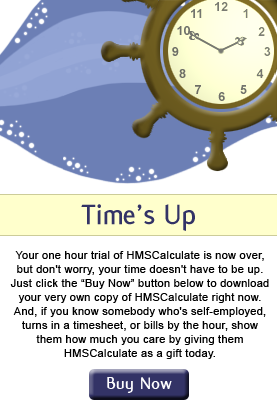 12
11
1
10
2
9
3
8
4
7
5
6
Time's Up
Your one hour trial of HMSCalculate is now over,
but don't worry, your time doesn't have to be up.
Just click the “Buy Now” button below to download
your very own copy of HMSCalculate right now.
And, if you know somebody who's self-employed,
turns in a timesheet, or bills by the hour, show
them how much you care by giving them
HMSCalculate as a gift today.
Buy Now